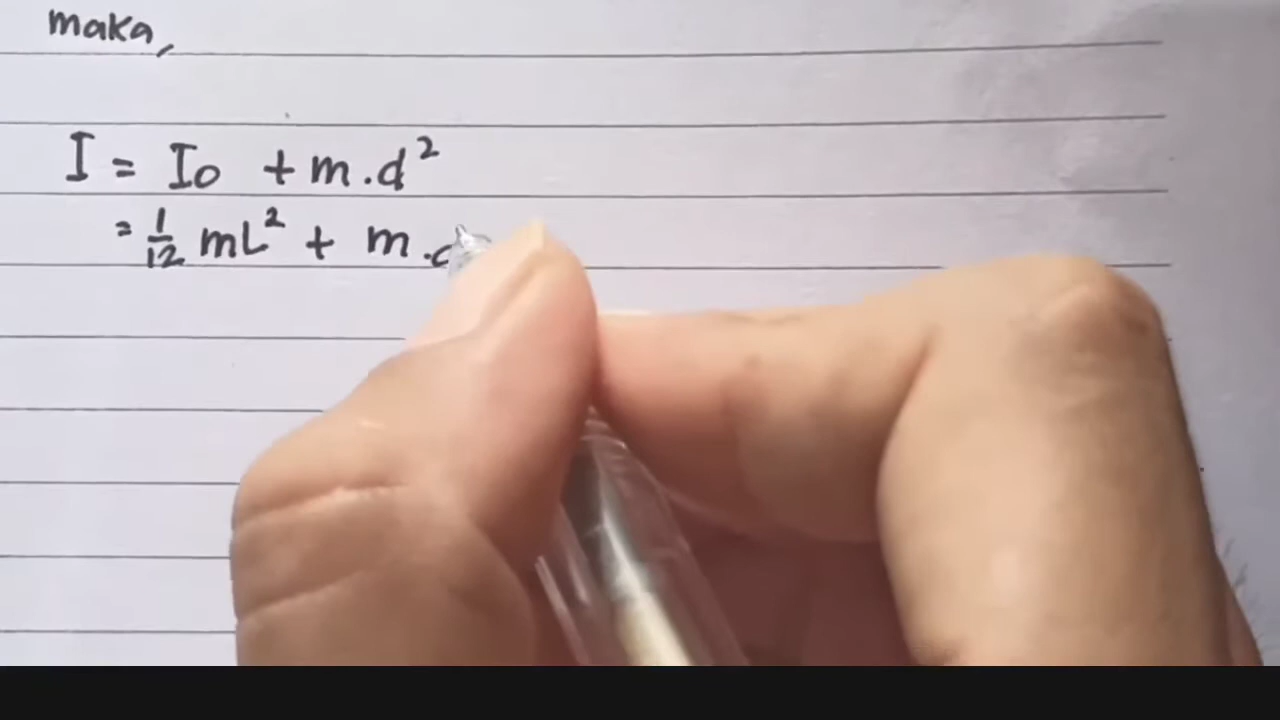 maka,
I = Io + m.d²
= 1/12 mL² + m.